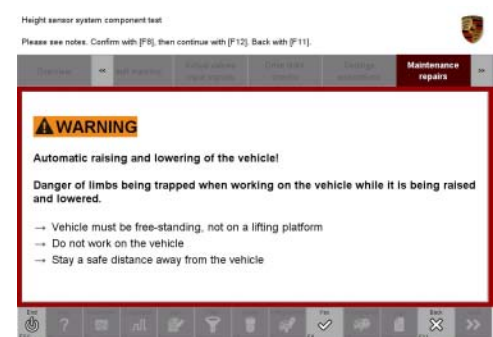 Height sensor system component test
Please see notes. Confirm with [F8], then continue with [F12]. Back with [F11].
Maintenance
repairs
⚠ WARNING
Automatic raising and lowering of the vehicle!
Danger of limbs being trapped when working on the vehicle while it is being raised
and lowered.
→ Vehicle must be free-standing, not on a lifting platform
→ Do not work on the vehicle
→ Stay a safe distance away from the vehicle